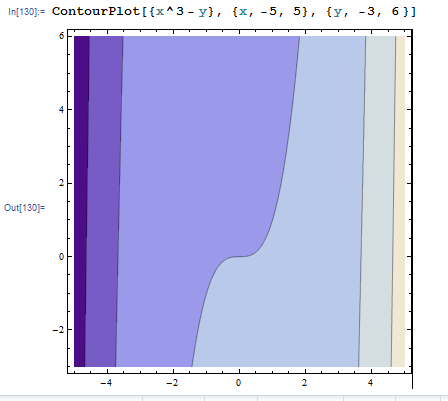 In[130]:= ContourPlot[{x^3 - y}, {x, -5, 5}, {y, -3, 6}]
6
4
2
Out[130]=
0
-2
-4 -2 0 2 4